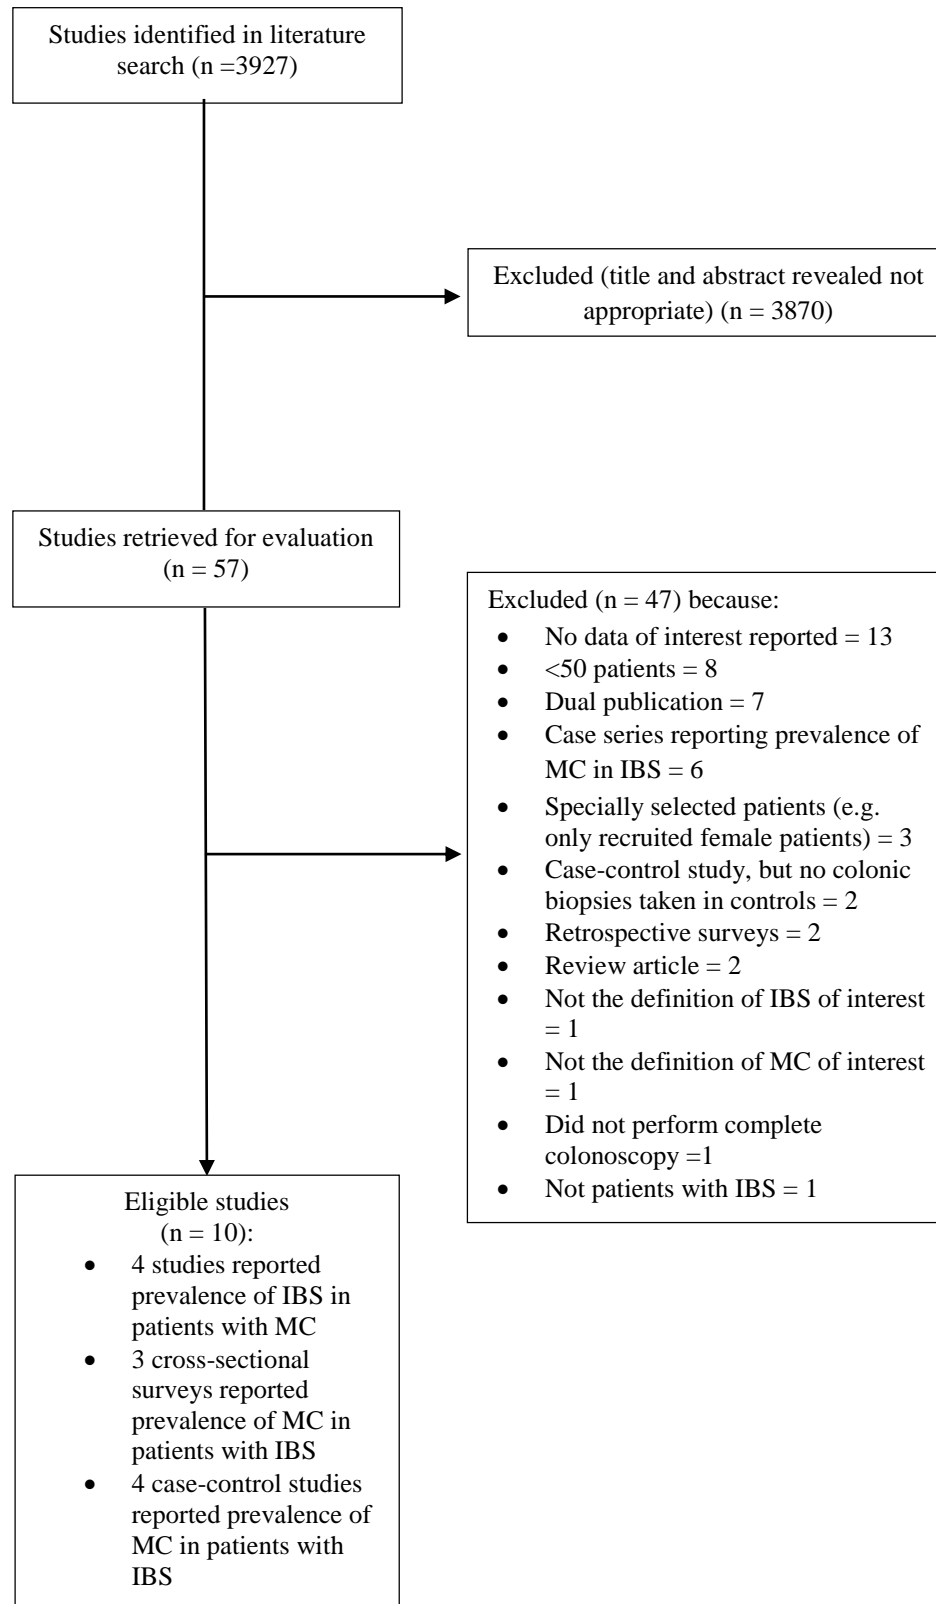 Studies identified in literature
search (n =3927)
Excluded (title and abstract revealed not
appropriate) (n = 3870)
Studies retrieved for evaluation
(n = 57)
Excluded (n = 47) because:
• No data of interest reported = 13
• <50 patients = 8
• Dual publication = 7
• Case series reporting prevalence of
MC in IBS = 6
• Specially selected patients (e.g.
only recruited female patients) = 3
• Case-control study, but no colonic
biopsies taken in controls = 2
• Retrospective surveys = 2
• Review article = 2
• Not the definition of IBS of interest
= 1
• Not the definition of MC of interest
= 1
• Did not perform complete
colonoscopy =1
• Not patients with IBS = 1
Eligible studies
(n = 10):
• 4 studies reported
prevalence of IBS in
patients with MC
• 3 cross-sectional
surveys reported
prevalence of MC in
patients with IBS
• 4 case-control studies
reported prevalence of
MC in patients with
IBS